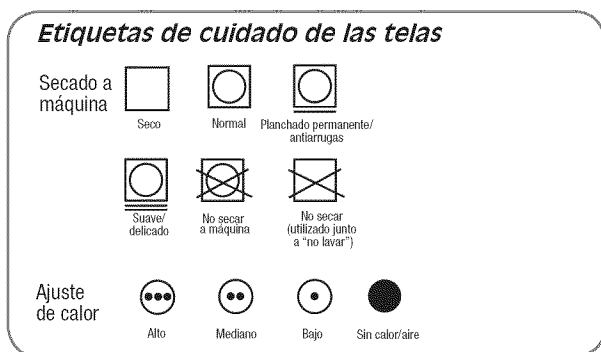 Etiquetas de cuidado de las telas
Secado a
máquina
Seco
Normal
Planchado permanente/
antiarrugas
Suave/
delicado
No secar
a máquina
No secar
(utilizado junto
a "no lavar")
Ajuste
de calor
Alto
Mediano
Bajo
Sin calor/aire